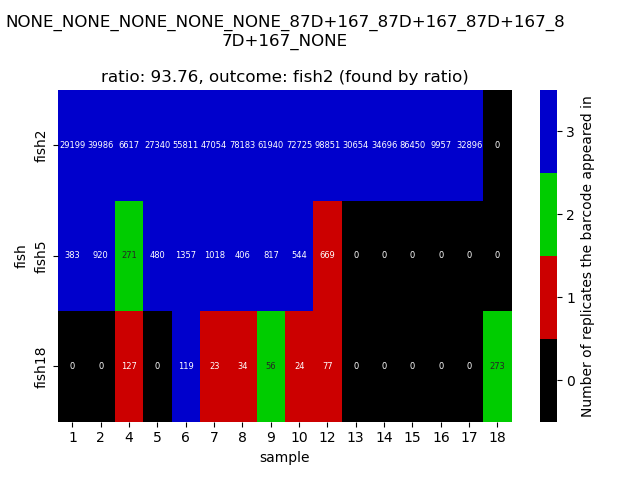 NONE_NONE_NONE_NONE_NONE_87D+167_87D+167_87D+167_8
7D+167_NONE
ratio: 93.76, outcome: fish2 (found by ratio)
fish2
29199 39986 6617 27340 55811 47054 78183 61940 72725 98851 30654 34696 86450 9957 32896 0
fish5
383 920 271 480 1357 1018 406 817 544 669 0 0 0 0 0 0
fish18
0 0 127 0 119 23 34 56 24 77 0 0 0 0 0 273
fish
1 2 4 5 6 7 8 9 10 12 13 14 15 16 17 18
sample
3
2
1
0
Number of replicates the barcode appeared in